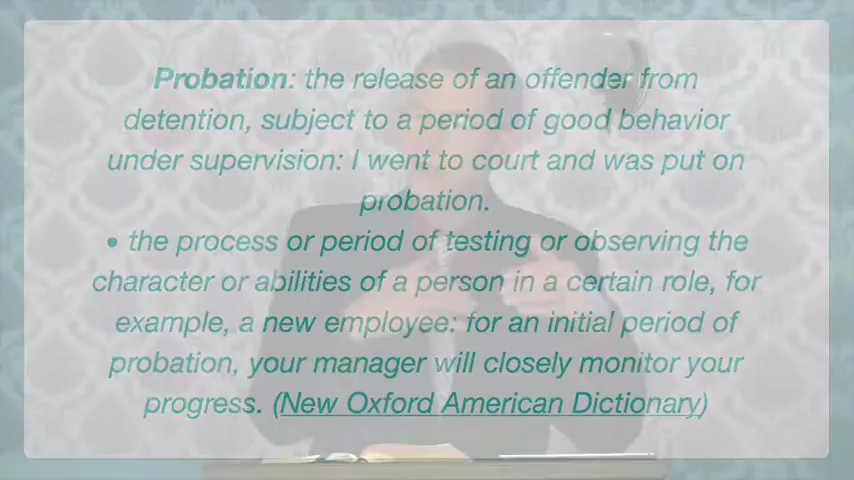 Probation: the release of an offender from
detention, subject to a period of good behavior
under supervision: I went to court and was put on
probation.
• the process or period of testing or observing the
character or abilities of a person in a certain role, for
example, a new employee: for an initial period of
probation, your manager will closely monitor your
progress. (New Oxford American Dictionary)